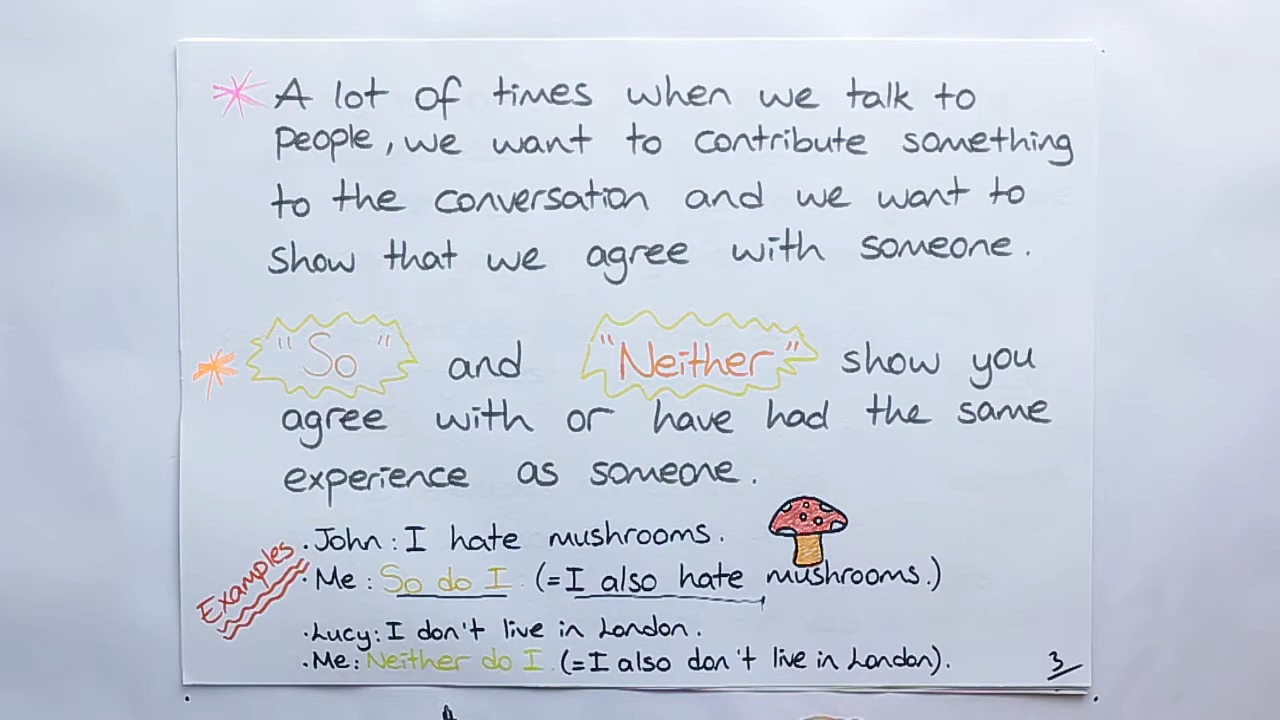 A lot of times when we talk to
people, we want to contribute something
to the conversation and we want to
show that we agree with someone.
"So" and "Neither" show you
agree with or have had the same
experience as someone.
Examples
· John: I hate mushrooms.
· Me: So do I. (=I also hate mushrooms.)
· Lucy: I don't live in London.
· Me: Neither do I. (=I also don't live in London).
3